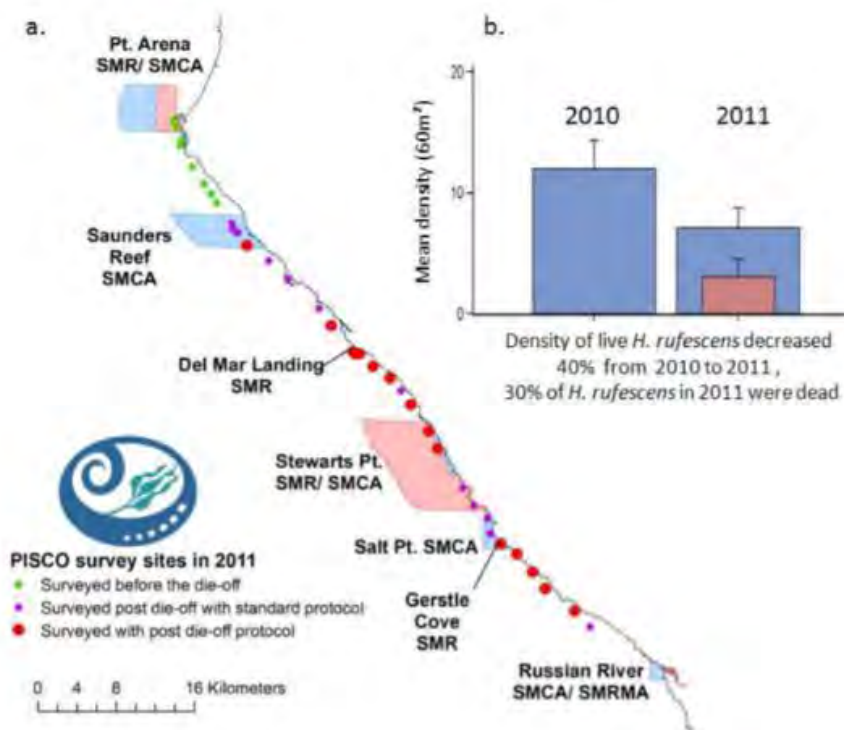 a.
Pt. Arena
SMR/ SMCA
Saunders
Reef
SMCA
Del Mar Landing
SMR
Stewarts Pt.
SMR/ SMCA
Salt Pt. SMCA
Gerstle
Cove
SMR
Russian River
SMCA/ SMRMA
PISCO survey sites in 2011
Surveyed before the die-off
Surveyed post die-off with standard protocol
Surveyed with post die-off protocol
0 4 8 16 Kilometers
b.
Mean density (60m²)
20
10
0
2010
2011
Density of live H. rufescens decreased
40% from 2010 to 2011 ,
30% of H. rufescens in 2011 were dead